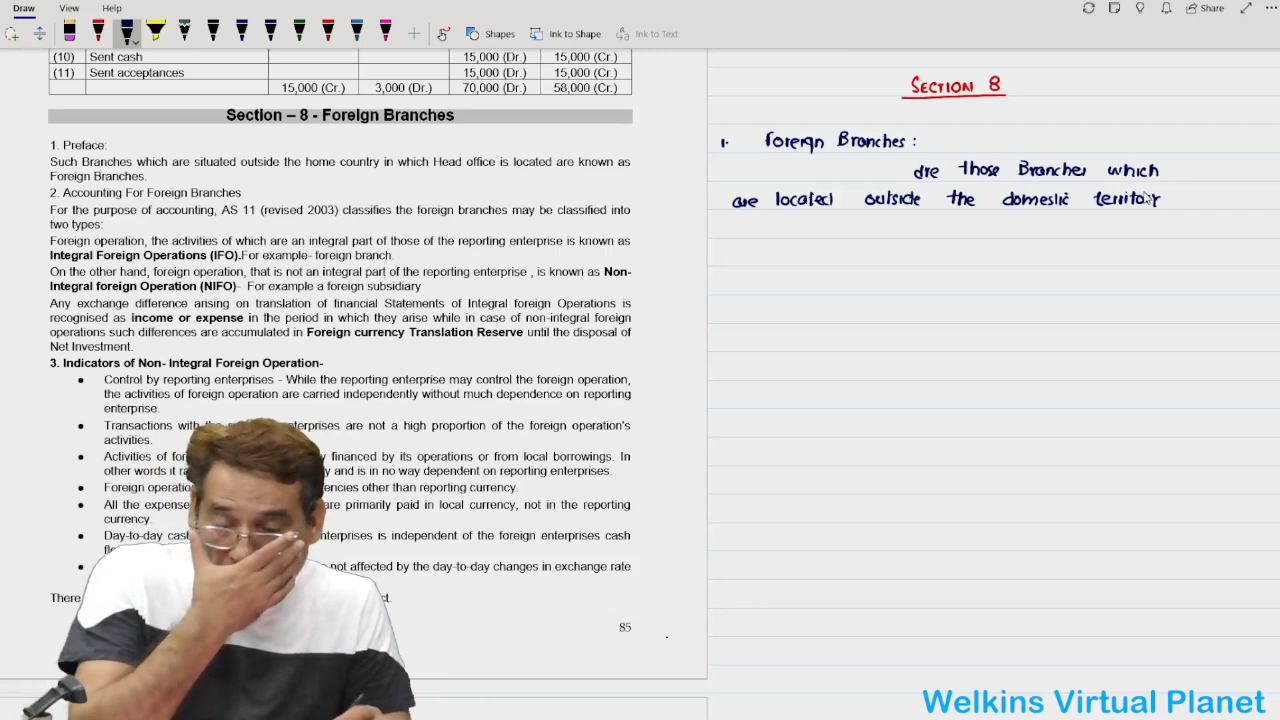 Draw View Help
Share
Shapes Ink to Shape Ink to Text
(10) Sent cash 15,000 (Dr.) 15,000 (Cr.)
(11) Sent acceptances 15,000 (Dr.) 15,000 (Cr.)
15,000 (Cr.) 3,000 (Dr.) 70,000 (Dr.) 58,000 (Cr.)
Section – 8 - Foreign Branches
1. Preface:
Such Branches which are situated outside the home country in which Head office is located are known as
Foreign Branches.
2. Accounting For Foreign Branches
For the purpose of accounting, AS 11 (revised 2003) classifies the foreign branches may be classified into
two types:
Foreign operation, the activities of which are an integral part of those of the reporting enterprise is known as
Integral Foreign Operations (IFO).For example- foreign branch.
On the other hand, foreign operation, that is not an integral part of the reporting enterprise , is known as Non-
Integral foreign Operation (NIFO)- For example a foreign subsidiary
Any exchange difference arising on translation of financial Statements of Integral foreign Operations is
recognised as income or expense in the period in which they arise while in case of non-integral foreign
operations such differences are accumulated in Foreign currency Translation Reserve until the disposal of
Net Investment.
3. Indicators of Non- Integral Foreign Operation-
● Control by reporting enterprises - While the reporting enterprise may control the foreign operation,
the activities of foreign operation are carried independently without much dependence on reporting
enterprise.
● Transactions with the enterprises are not a high proportion of the foreign operation's
activities.
● Activities of financed by its operations or from local borrowings. In
other words it and is in no way dependent on reporting enterprises.
● Foreign operation other than reporting currency.
● All the expense are primarily paid in local currency, not in the reporting
currency.
● Day-to-day is independent of the foreign enterprises cash
● not affected by the day-to-day changes in exchange rate
85
SECTION 8
1. Foreign Branches :
are those Branches which
are located outside the domestic territory
Welkins Virtual Planet